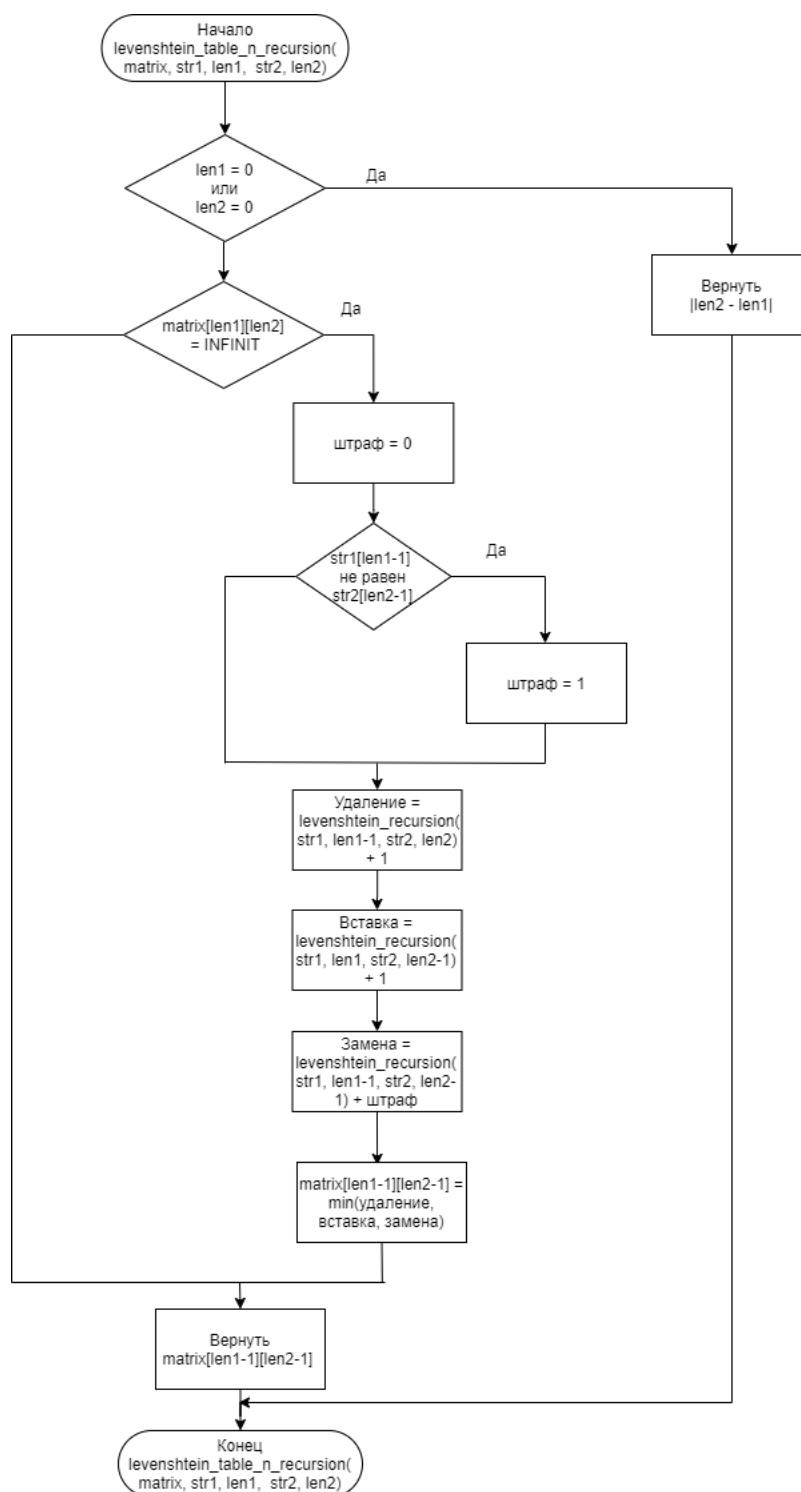 Начало
levenshtein_table_n_recursion(
matrix, str1, len1, str2, len2)
len1 = 0
или
len2 = 0
Да
Вернуть
|len2 - len1|
matrix[len1][len2]
= INFINIT
Да
штраф = 0
str1[len1-1]
не равен
str2[len2-1]
Да
штраф = 1
Удаление =
levenshtein_recursion(
str1, len1-1, str2, len2)
+ 1
Вставка =
levenshtein_recursion(
str1, len1, str2, len2-1)
+ 1
Замена =
levenshtein_recursion(
str1, len1-1, str2, len2-
1) + штраф
matrix[len1-1][len2-1] =
min(удаление,
вставка, замена)
Вернуть
matrix[len1-1][len2-1]
Конец
levenshtein_table_n_recursion(
matrix, str1, len1, str2, len2)